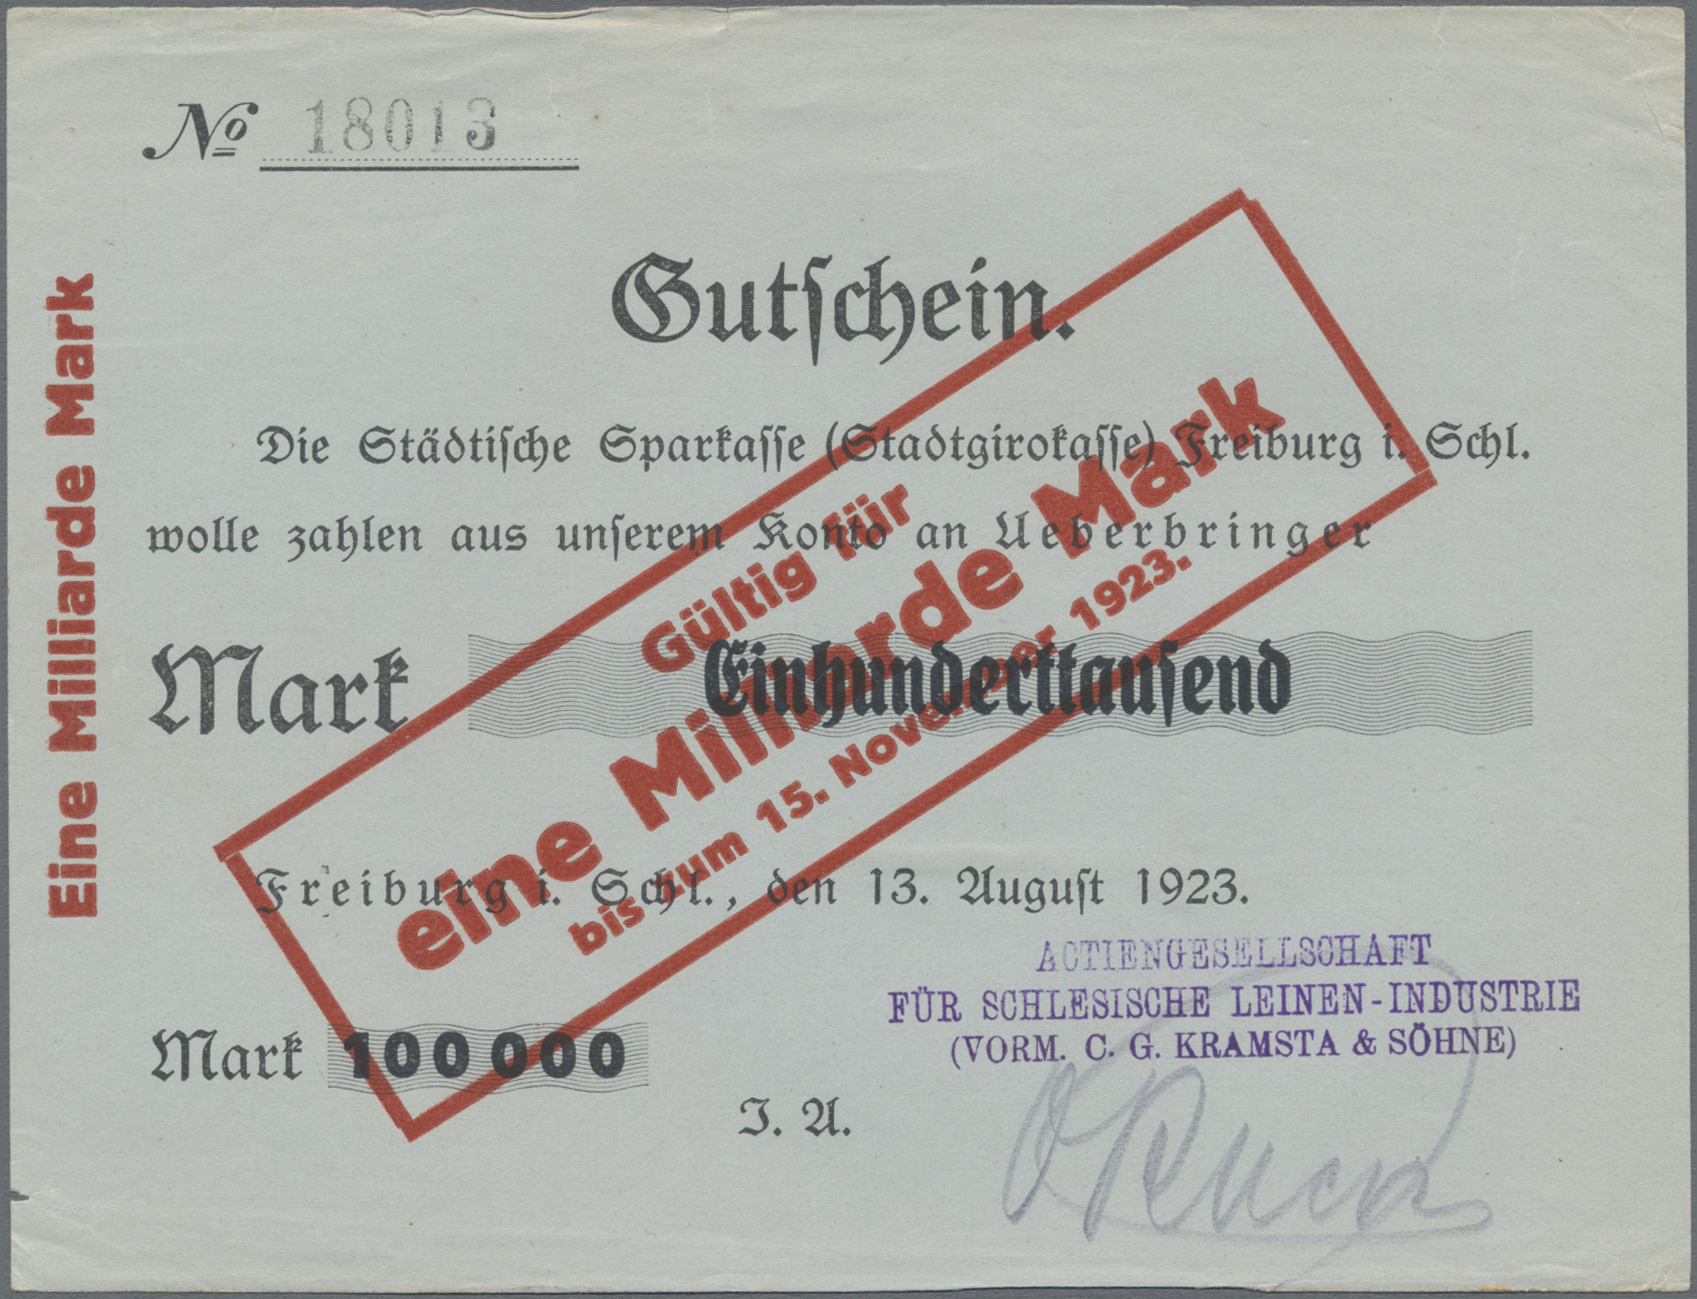 No 18013
Gutschein.
Die Städtische Sparkasse (Stadtgirokasse) Freiburg i. Schl.
wolle zahlen aus unserem Konto an Ueberbringer
Mark Einhunderttausend
Freiburg i. Schl., den 13. August 1923.
Mark 100000
I. A.
ACTIENGESELLSCHAFT
FÜR SCHLESISCHE LEINEN-INDUSTRIE
(VORM. C. G. KRAMSTA & SÖHNE)
Gültig für
eine Milliarde Mark
bis zum 15. November 1923.
Eine Milliarde Mark